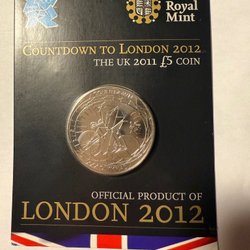 Royal
Mint
COUNTDOWN TO LONDON 2012
THE UK 2011 £5 COIN
OFFICIAL PRODUCT OF
LONDON 2012